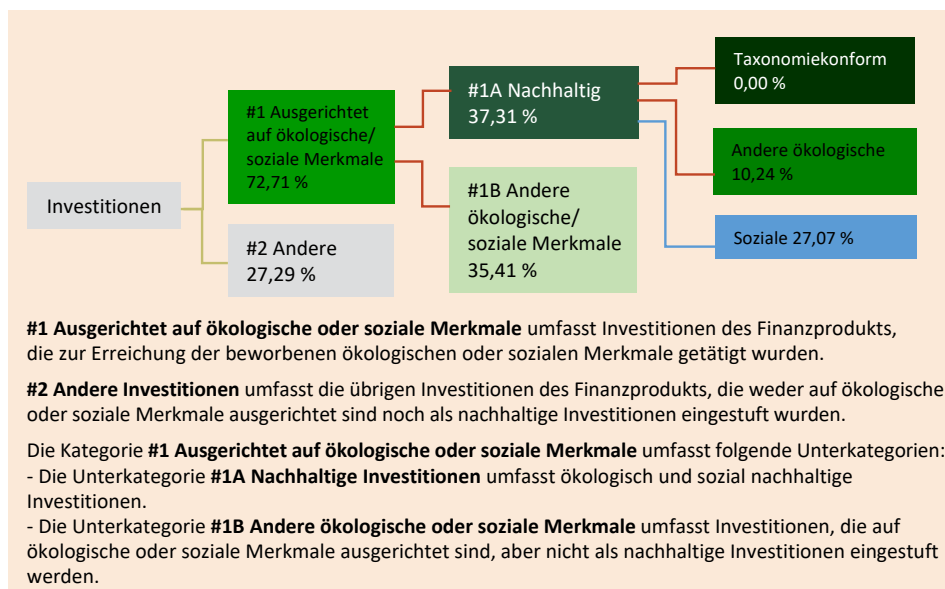 Investitionen
#1 Ausgerichtet
auf ökologische/
soziale Merkmale
72,71 %
#2 Andere
27,29 %
#1A Nachhaltig
37,31 %
#1B Andere
ökologische/
soziale Merkmale
35,41 %
Taxonomiekonform
0,00 %
Andere ökologische
10,24 %
Soziale 27,07 %
#1 Ausgerichtet auf ökologische oder soziale Merkmale umfasst Investitionen des Finanzprodukts,
die zur Erreichung der beworbenen ökologischen oder sozialen Merkmale getätigt wurden.
#2 Andere Investitionen umfasst die übrigen Investitionen des Finanzprodukts, die weder auf ökologische
oder soziale Merkmale ausgerichtet sind noch als nachhaltige Investitionen eingestuft wurden.
Die Kategorie #1 Ausgerichtet auf ökologische oder soziale Merkmale umfasst folgende Unterkategorien:
- Die Unterkategorie #1A Nachhaltige Investitionen umfasst ökologisch und sozial nachhaltige
Investitionen.
- Die Unterkategorie #1B Andere ökologische oder soziale Merkmale umfasst Investitionen, die auf
ökologische oder soziale Merkmale ausgerichtet sind, aber nicht als nachhaltige Investitionen eingestuft
werden.